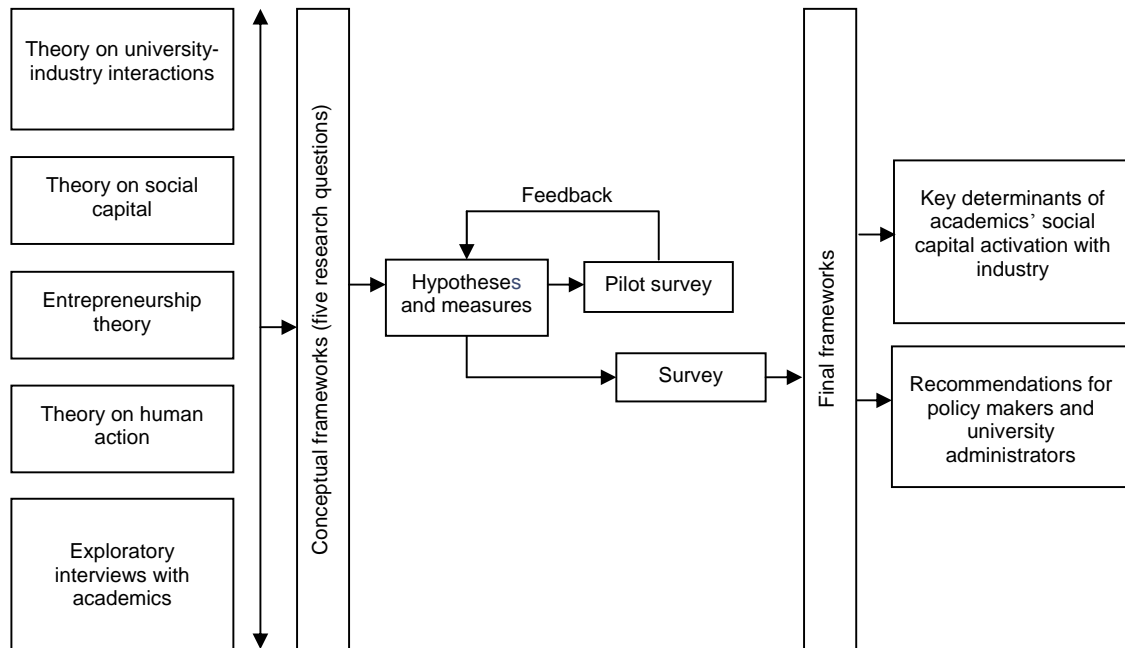 Theory on university-
industry interactions
Theory on social
capital
Entrepreneurship
theory
Theory on human
action
Exploratory
interviews with
academics
Conceptual frameworks (five research questions)
Feedback
Hypotheses
and measures
Pilot survey
Survey
Final frameworks
Key determinants of
academics’ social
capital activation with
industry
Recommendations for
policy makers and
university
administrators